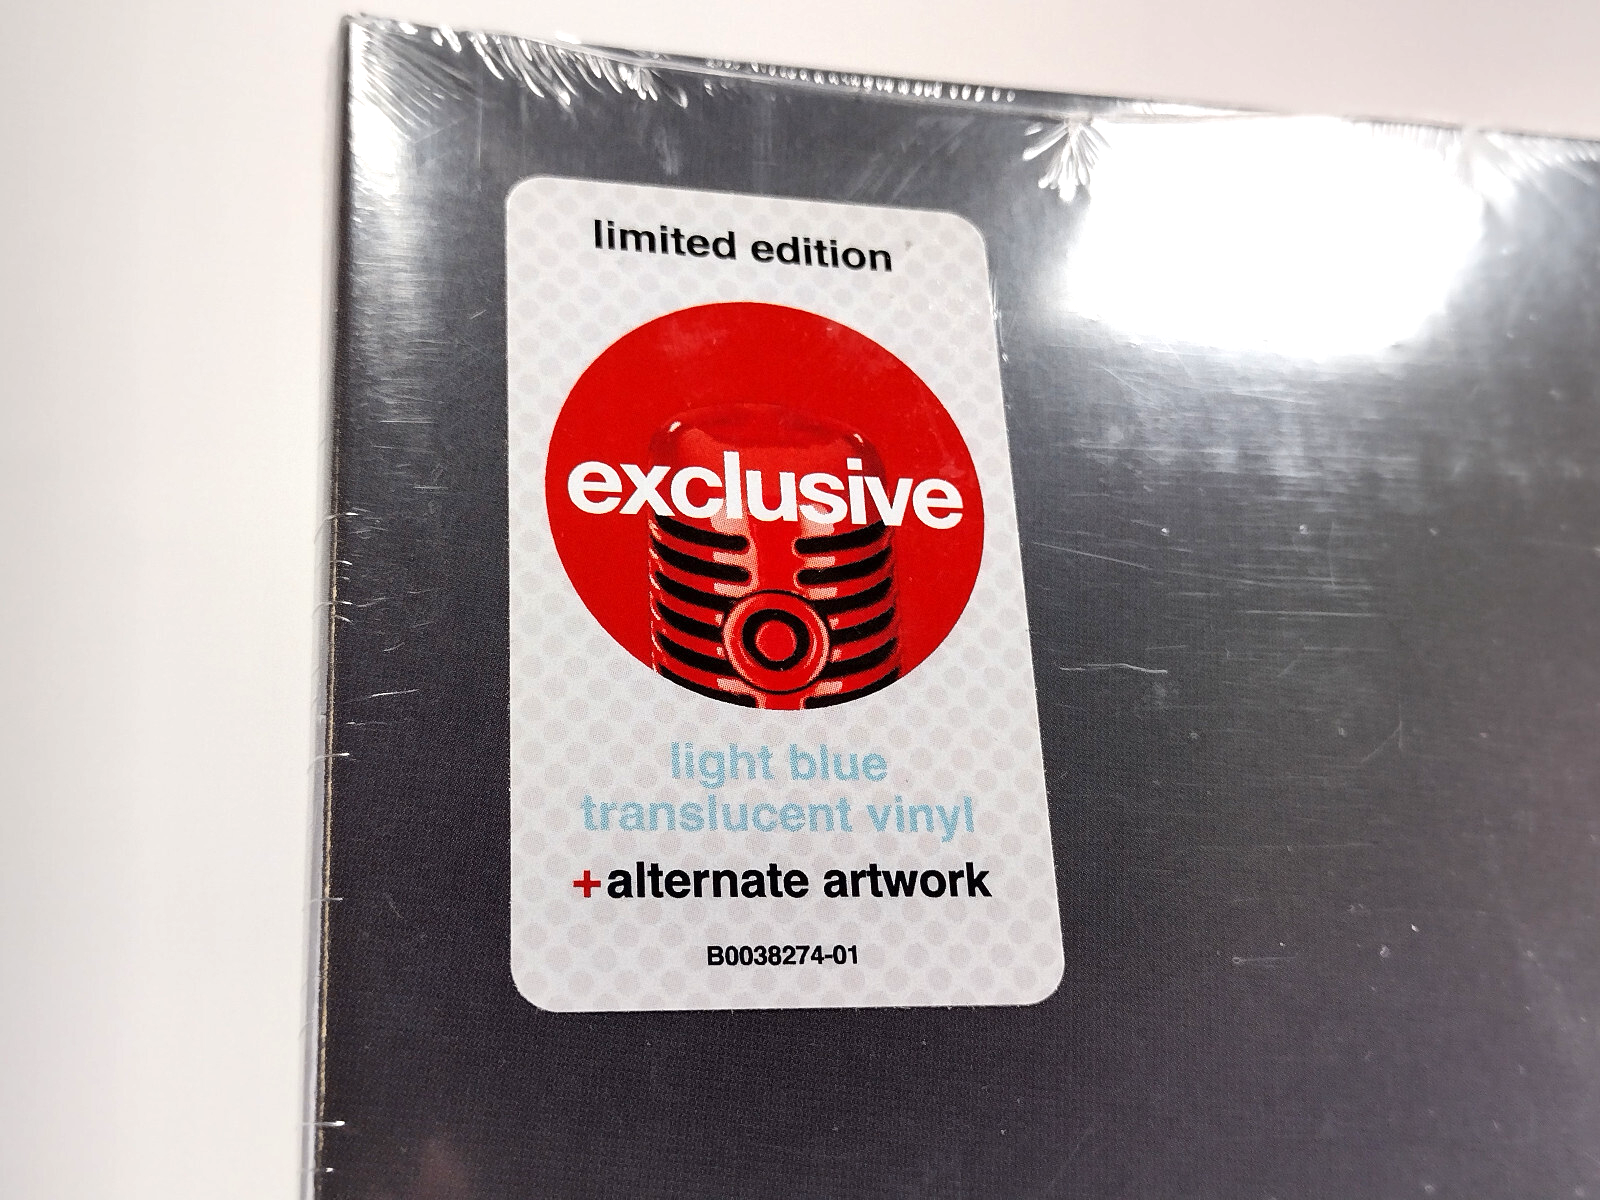 limited edition
exclusive
light blue
translucent vinyl
+alternate artwork
B0038274-01